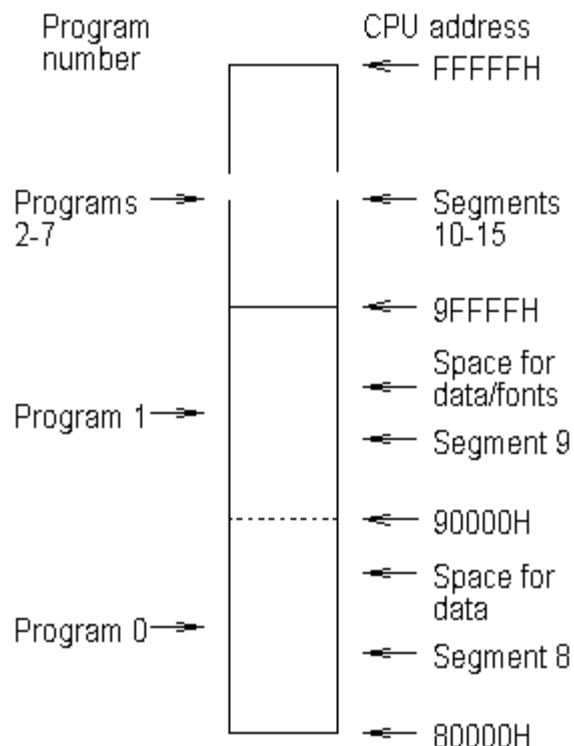 Program
number
CPU address
FFFFFH
Programs
2-7
Segments
10-15
9FFFFH
Space for
data/fonts
Program 1
Segment 9
90000H
Space for
data
Program 0
Segment 8
80000H